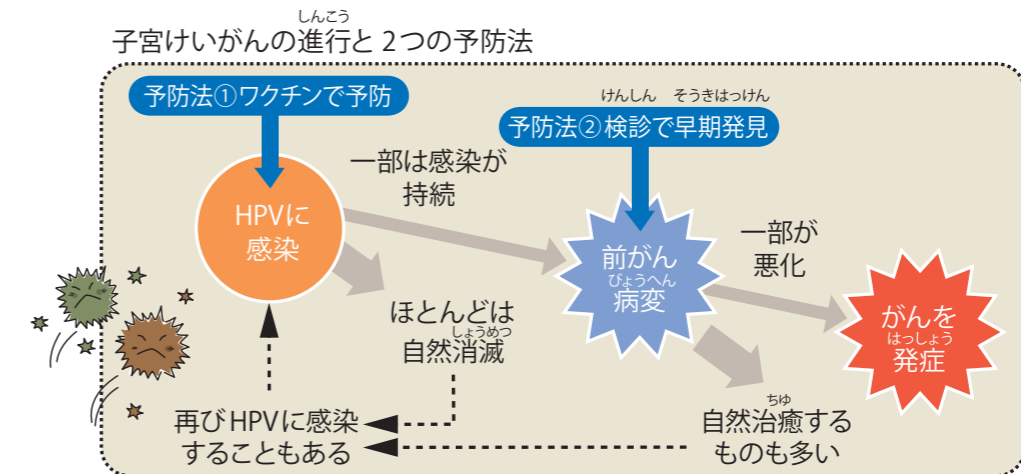 しんこう
子宮けいがんの進行と2つの予防法
予防法①ワクチンで予防
けんしん そうきはっけん
予防法②検診で早期発見
一部は感染が
持続
HPVに
感染
前がん
びょうへん
病変
一部が
悪化
がんを
はっしょう
発症
ほとんどは
しょうめつ
自然消滅
再びHPVに感染
することもある
ちゆ
自然治癒する
ものも多い